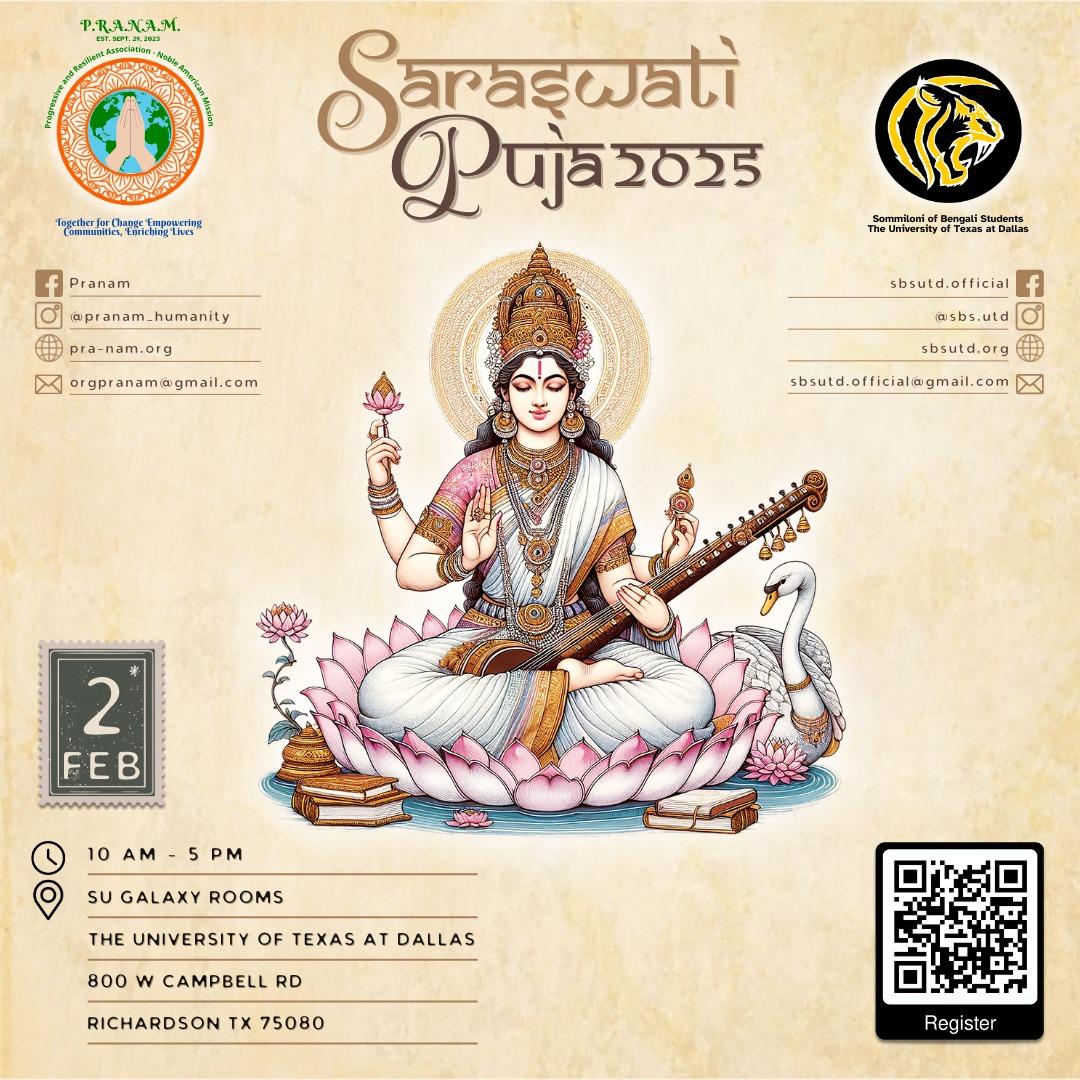 P.R.A.N.A.M.
EST. SEPT. 29, 2023
Progressive and Resilient Association - Noble American Mission
Together for Change Empowering
Communities, Enriching Lives
Saraswati
Puja 2025
Sommiloni of Bengali Students
The University of Texas at Dallas
Pranam
@pranam_humanity
pra-nam.org
orgpranam@gmail.com
sbsutd.official
@sbs.utd
sbsutd.org
sbsutd.official@gmail.com
2*
FEB
10 AM - 5 PM
SU GALAXY ROOMS
THE UNIVERSITY OF TEXAS AT DALLAS
800 W CAMPBELL RD
RICHARDSON TX 75080
Register